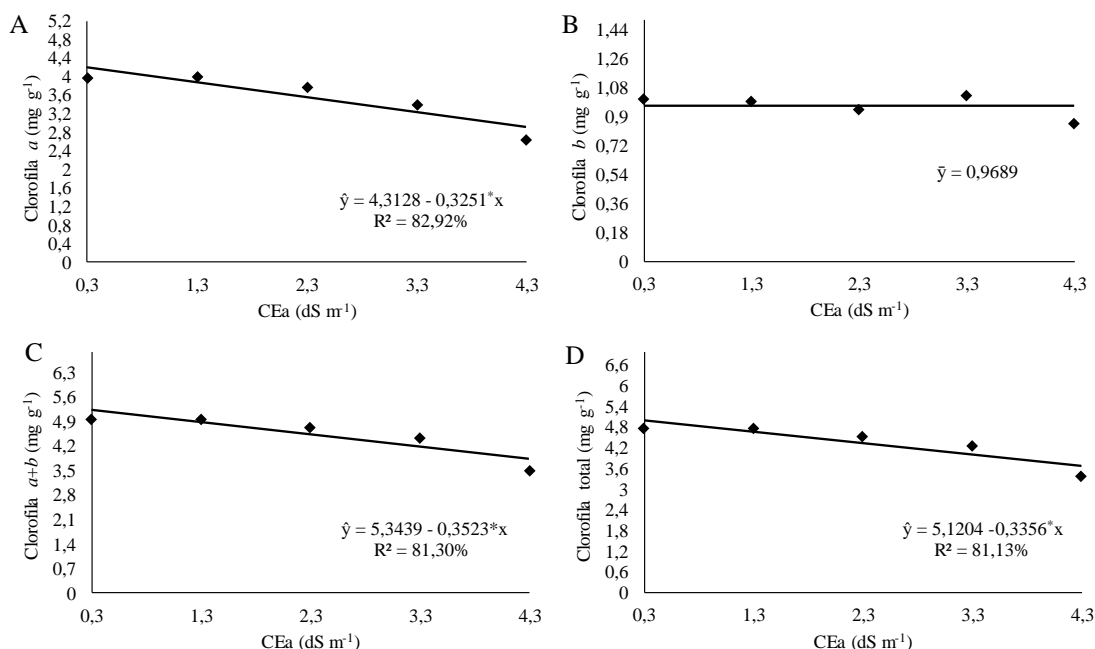 A
Clorofila a (mg g⁻¹)
5,2
4,8
4,4
4
3,6
3,2
2,8
2,4
2
1,6
1,2
0,8
0,4
0
ŷ = 4,3128 - 0,3251*x
R² = 82,92%
0,3 1,3 2,3 3,3 4,3
CEa (dS m⁻¹)
B
Clorofila b (mg g⁻¹)
1,44
1,26
1,08
0,9
0,72
0,54
0,36
0,18
0
ȳ = 0,9689
0,3 1,3 2,3 3,3 4,3
CEa (dS m⁻¹)
C
Clorofila a+b (mg g⁻¹)
6,3
5,6
4,9
4,2
3,5
2,8
2,1
1,4
0,7
0
ŷ = 5,3439 - 0,3523*x
R² = 81,30%
0,3 1,3 2,3 3,3 4,3
CEa (dS m⁻¹)
D
Clorofila total (mg g⁻¹)
6,6
6
5,4
4,8
4,2
3,6
3
2,4
1,8
1,2
0,6
0
ŷ = 5,1204 -0,3356*x
R² = 81,13%
0,3 1,3 2,3 3,3 4,3
CEa (dS m⁻¹)